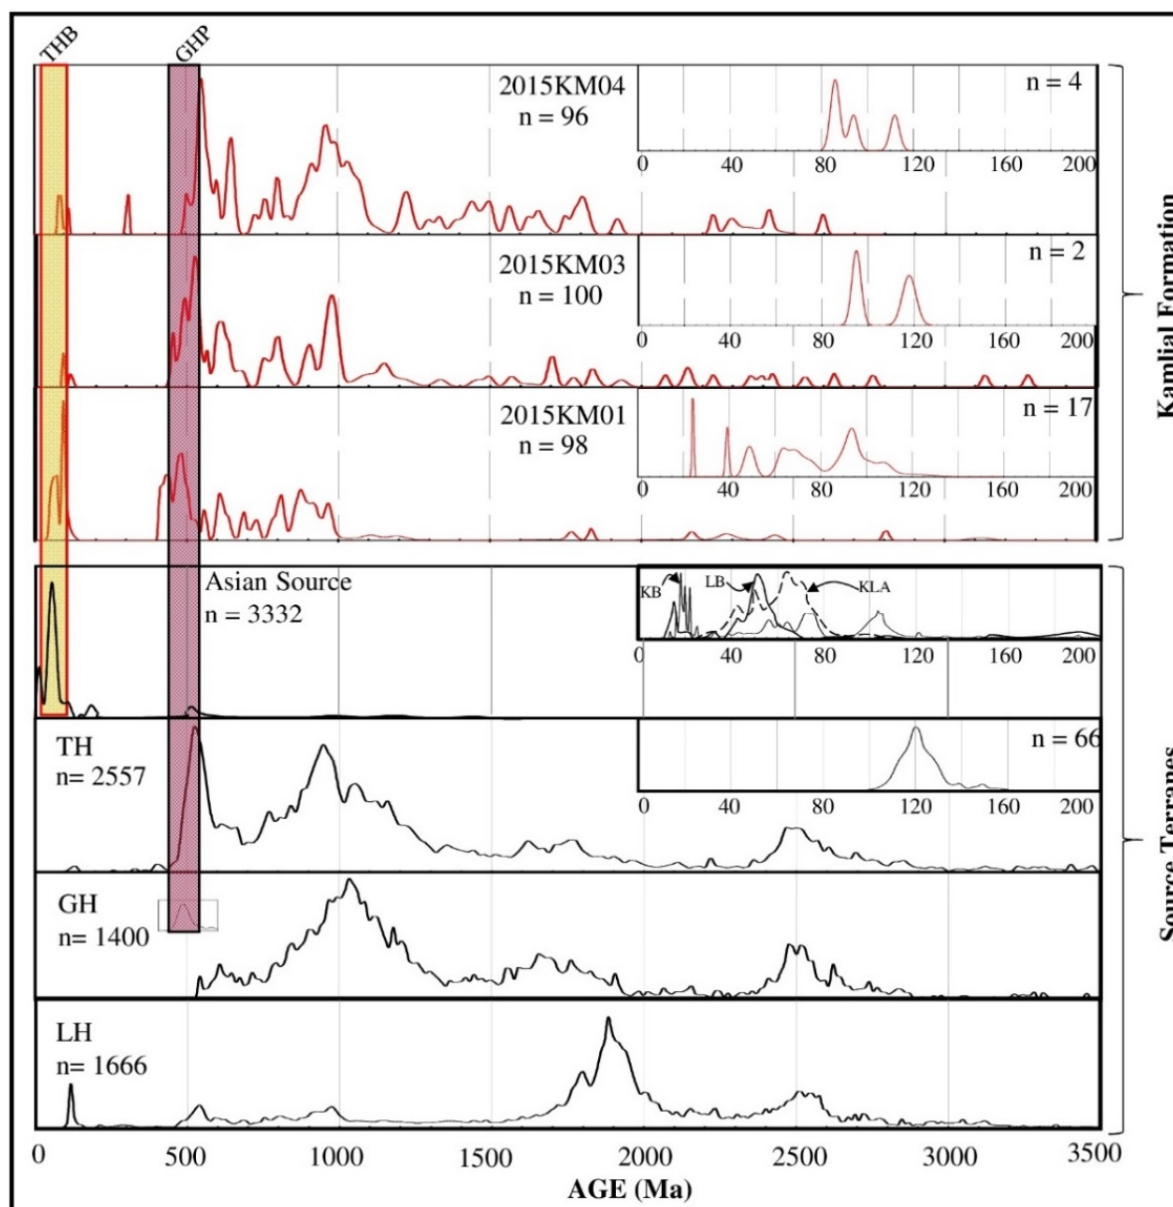 THB
GHP
2015KM04
n = 96
n = 4
0 40 80 120 160 200
2015KM03
n = 100
n = 2
0 40 80 120 160 200
2015KM01
n = 98
n = 17
0 40 80 120 160 200
Kamlial Formation
Asian Source
n = 3332
KB
LB
KLA
0 40 80 120 160 200
TH
n= 2557
n = 66
0 40 80 120 160 200
GH
n= 1400
LH
n= 1666
Source Terranes
0 500 1000 1500 2000 2500 3000 3500
AGE (Ma)